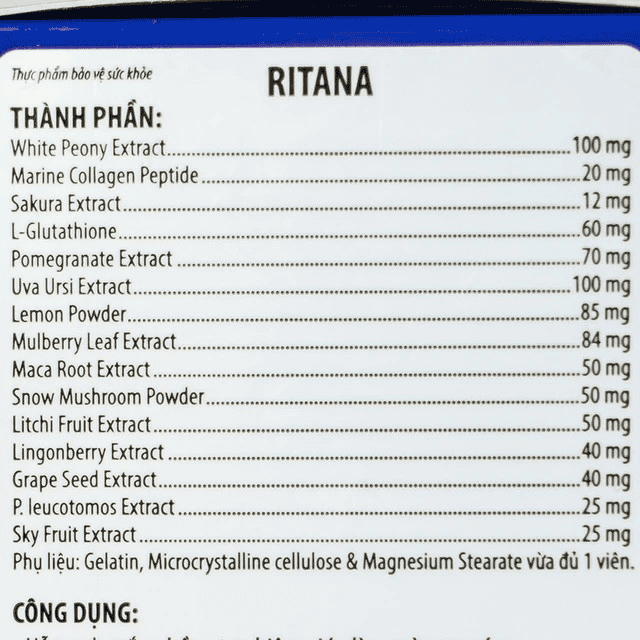 Thực phẩm bảo vệ sức khỏe
RITANA
THÀNH PHẦN:
White Peony Extract 100 mg
Marine Collagen Peptide 20 mg
Sakura Extract 12 mg
L-Glutathione 60 mg
Pomegranate Extract 70 mg
Uva Ursi Extract 100 mg
Lemon Powder 85 mg
Mulberry Leaf Extract 84 mg
Maca Root Extract 50 mg
Snow Mushroom Powder 50 mg
Litchi Fruit Extract 50 mg
Lingonberry Extract 40 mg
Grape Seed Extract 40 mg
P. leucotomos Extract 25 mg
Sky Fruit Extract 25 mg
Phụ liệu: Gelatin, Microcrystalline cellulose & Magnesium Stearate vừa đủ 1 viên.
CÔNG DỤNG: